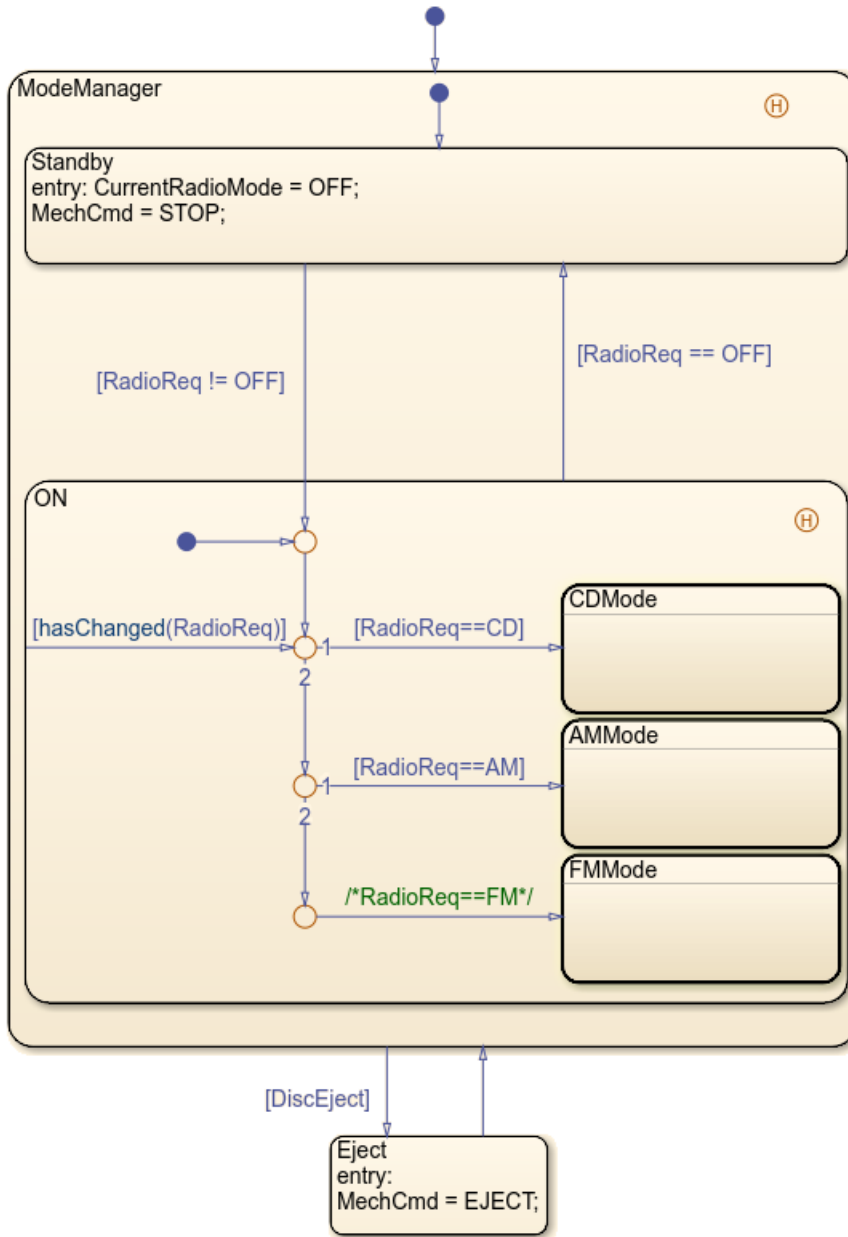 ModeManager
H
Standby
entry: CurrentRadioMode = OFF;
MechCmd = STOP;
[RadioReq != OFF]
[RadioReq == OFF]
ON
H
[hasChanged(RadioReq)]
1
[RadioReq==CD]
CDMode
2
1
[RadioReq==AM]
AMMode
2
/*RadioReq==FM*/
FMMode
[DiscEject]
Eject
entry:
MechCmd = EJECT;